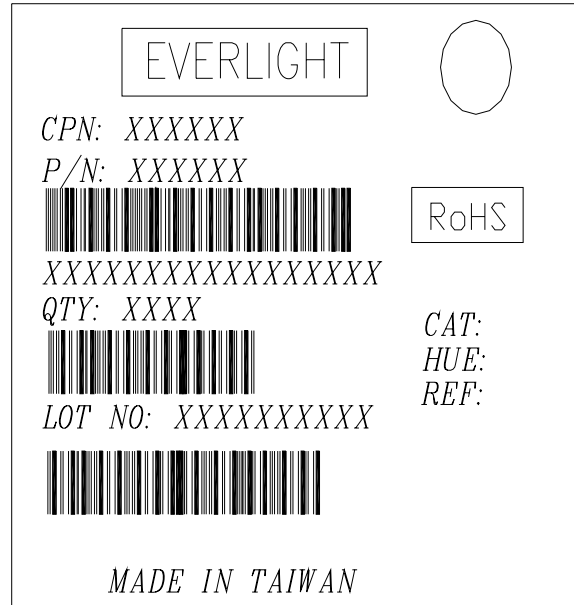 EVERLIGHT
CPN: XXXXXX
P/N: XXXXXX
RoHS
XXXXXXXXXXXXXXXXX
QTY: XXXX
CAT:
HUE:
REF:
LOT NO: XXXXXXXXXX
MADE IN TAIWAN